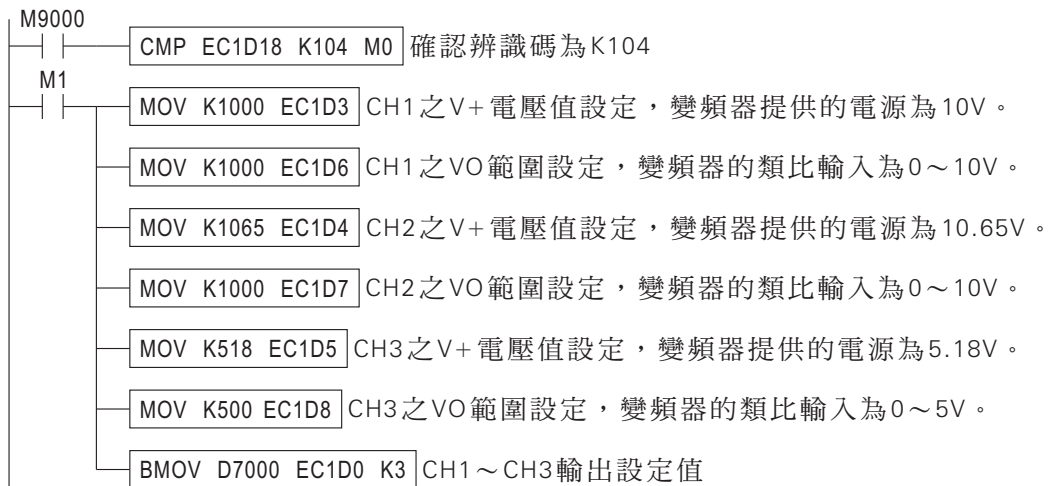 M9000
CMP EC1D18 K104 M0 確認辨識碼為K104
M1
MOV K1000 EC1D3 CH1之V+電壓值設定，變頻器提供的電源為10V。
MOV K1000 EC1D6 CH1之VO範圍設定，變頻器的類比輸入為0～10V。
MOV K1065 EC1D4 CH2之V+電壓值設定，變頻器提供的電源為10.65V。
MOV K1000 EC1D7 CH2之VO範圍設定，變頻器的類比輸入為0～10V。
MOV K518 EC1D5 CH3之V+電壓值設定，變頻器提供的電源為5.18V。
MOV K500 EC1D8 CH3之VO範圍設定，變頻器的類比輸入為0～5V。
BMOV D7000 EC1D0 K3 CH1～CH3輸出設定值